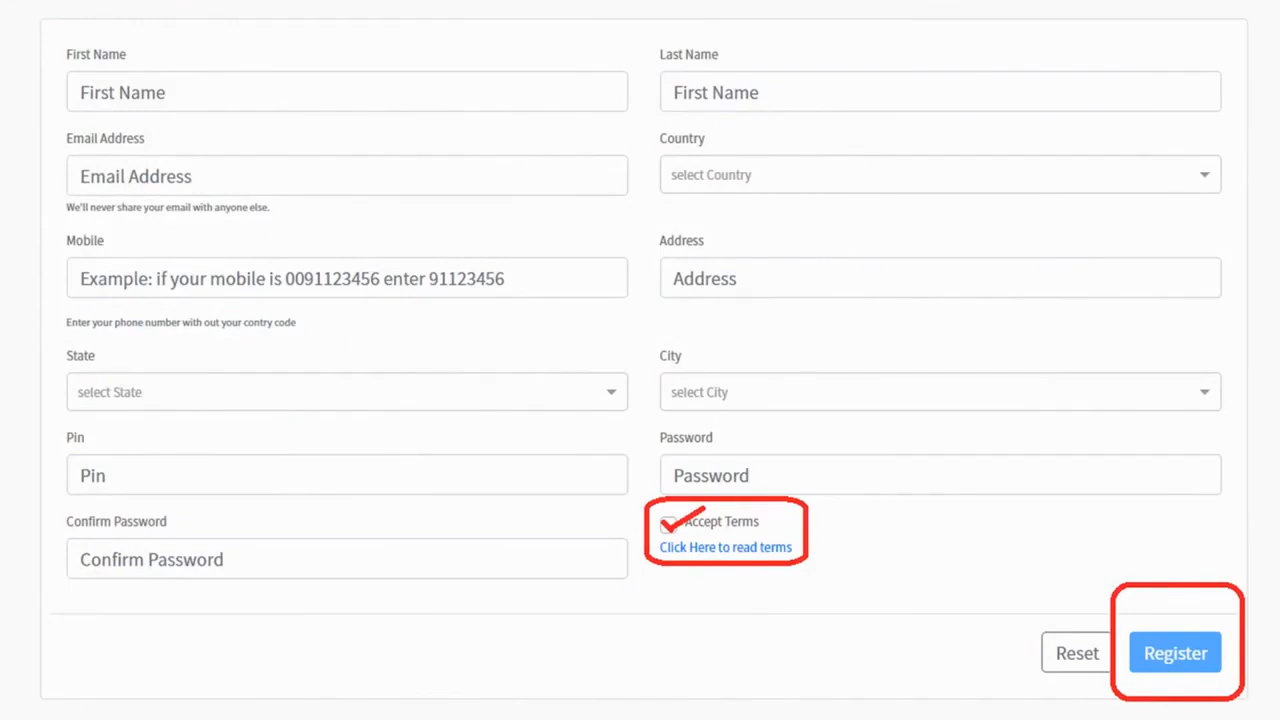 First Name
Last Name
First Name
First Name
Email Address
Country
Email Address
select Country
We'll never share your email with anyone else.
Mobile
Address
Example: if your mobile is 0091123456 enter 91123456
Address
Enter your phone number with out your contry code
State
City
select State
select City
Pin
Password
Pin
Password
Confirm Password
Accept Terms
Click Here to read terms
Confirm Password
Reset
Register